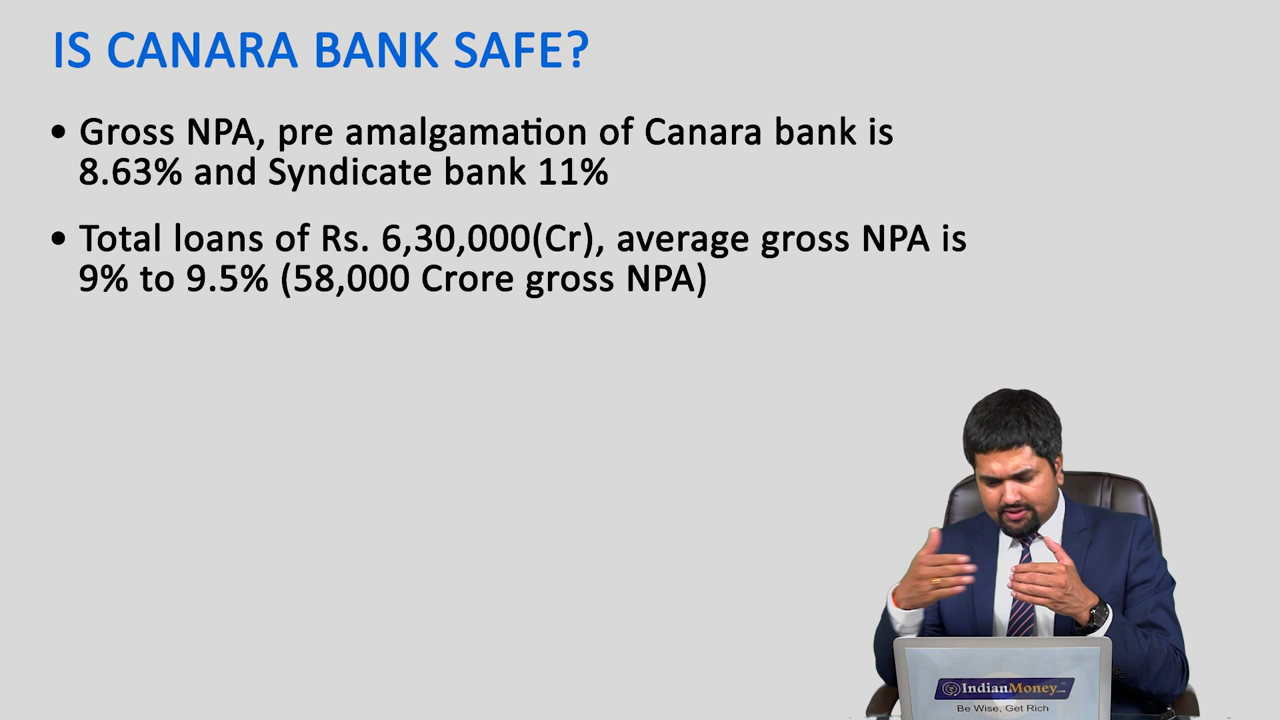 IS CANARA BANK SAFE?
• Gross NPA, pre amalgamation of Canara bank is
8.63% and Syndicate bank 11%
• Total loans of Rs. 6,30,000(Cr), average gross NPA is
9% to 9.5% (58,000 Crore gross NPA)
IndianMoney.com
Be Wise, Get Rich